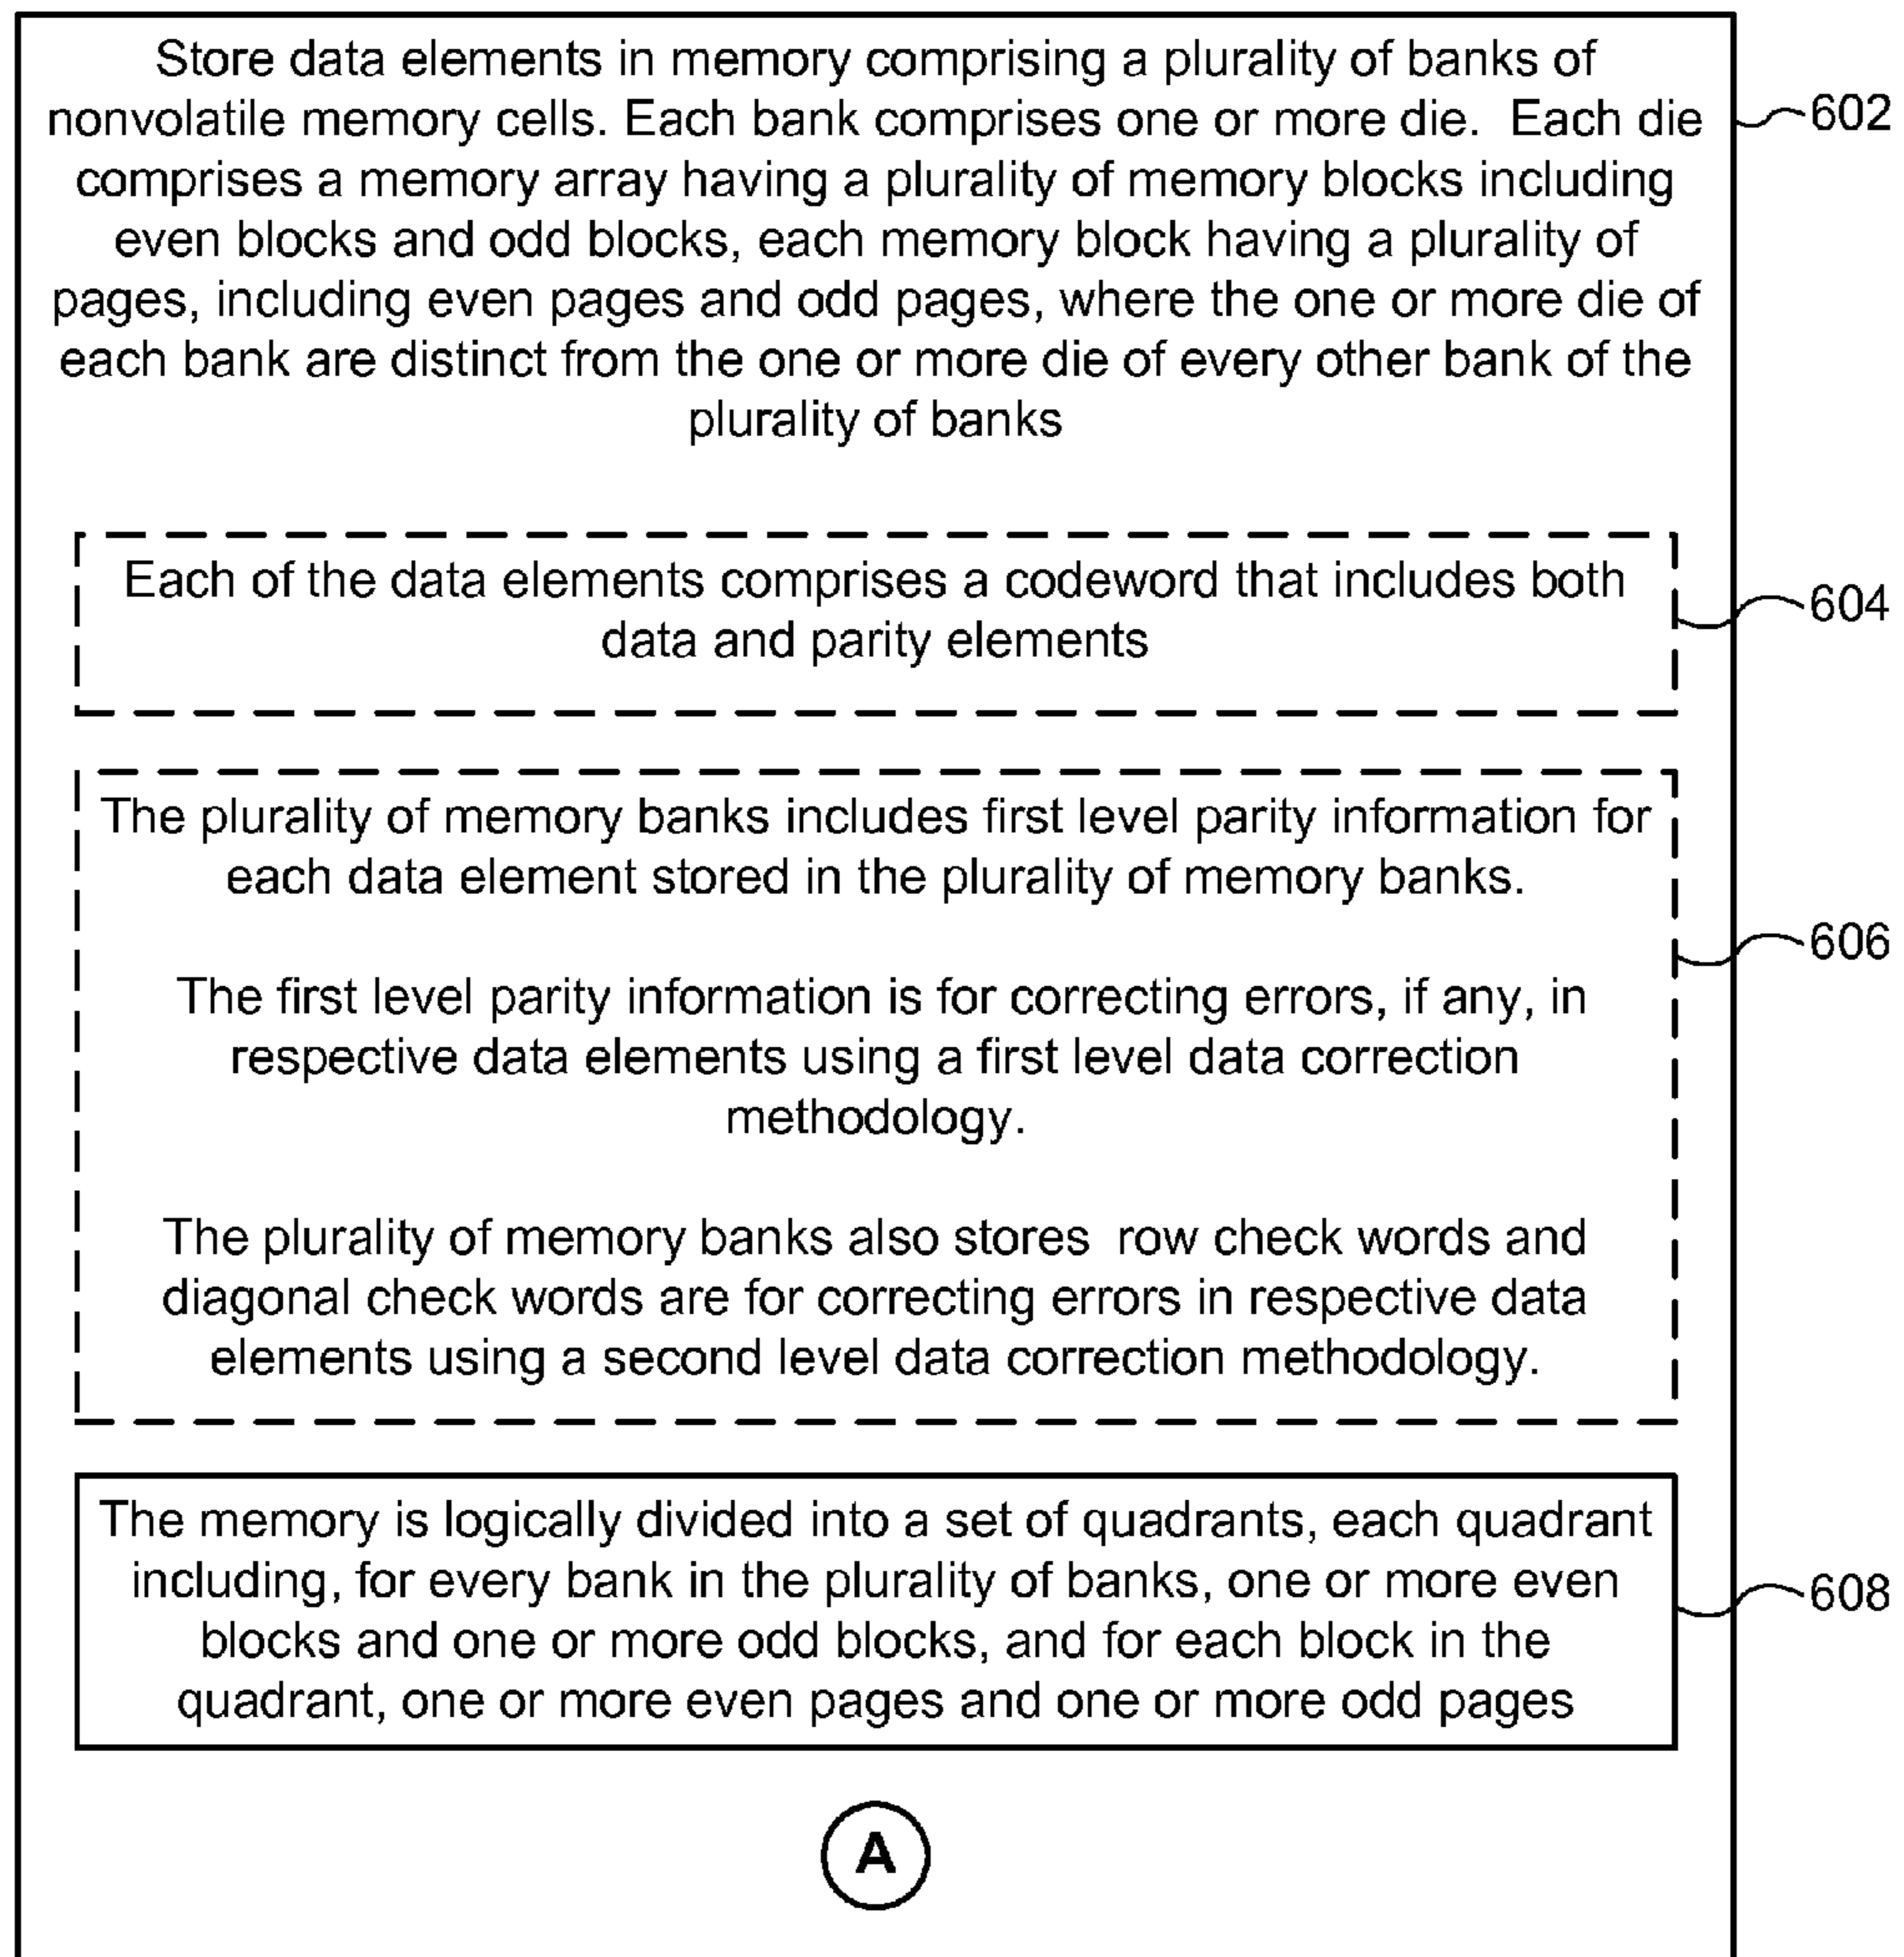 Store data elements in memory comprising a plurality of banks of
nonvolatile memory cells. Each bank comprises one or more die.  Each die
comprises a memory array having a plurality of memory blocks including
even blocks and odd blocks, each memory block having a plurality of
pages, including even pages and odd pages, where the one or more die of
each bank are distinct from the one or more die of every other bank of the
plurality of banks
602
Each of the data elements comprises a codeword that includes both
data and parity elements
604
The plurality of memory banks includes first level parity information for
each data element stored in the plurality of memory banks.
The first level parity information is for correcting errors, if any, in
respective data elements using a first level data correction
methodology.
The plurality of memory banks also stores  row check words and
diagonal check words are for correcting errors in respective data
elements using a second level data correction methodology.
606
The memory is logically divided into a set of quadrants, each quadrant
including, for every bank in the plurality of banks, one or more even
blocks and one or more odd blocks, and for each block in the
quadrant, one or more even pages and one or more odd pages
608
A